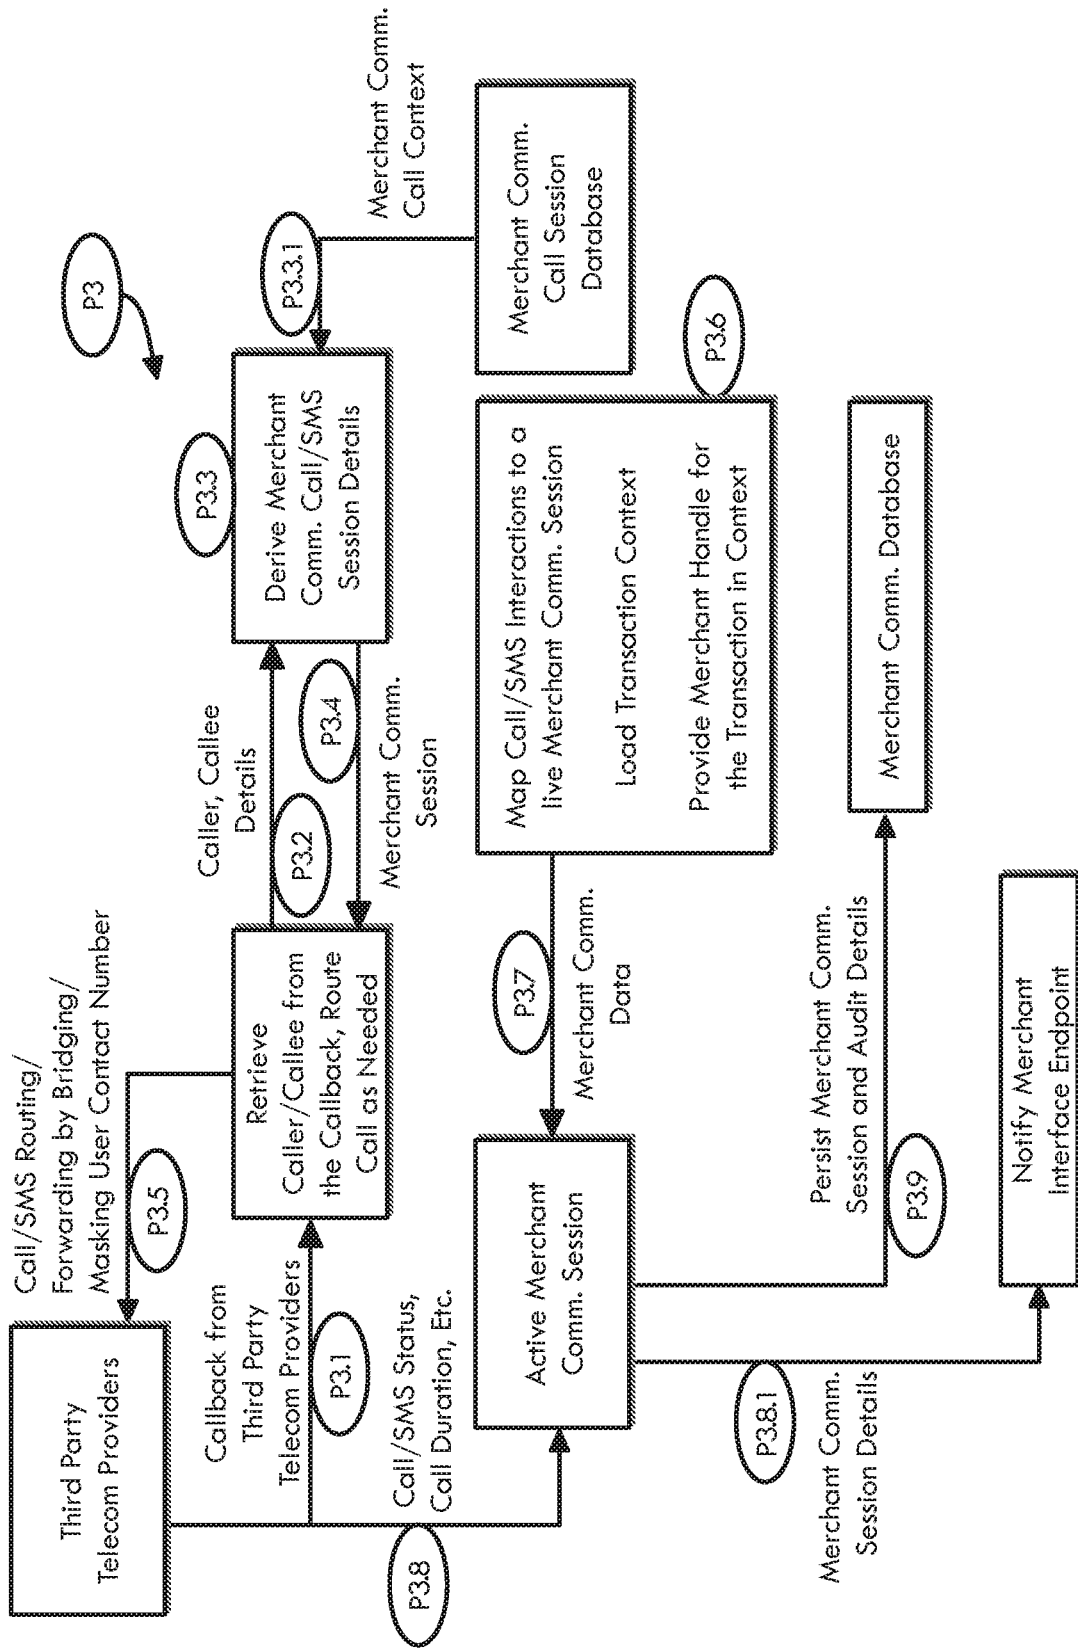 P3
Call/SMS Routing/
Forwarding by Bridging/
Masking User Contact Number
P3.5
Third Party
Telecom Providers
Callback from
Third Party
Telecom Providers
P3.1
Retrieve
Caller/Callee from
the Callback, Route
Call as Needed
Caller, Callee
Details
P3.2
P3.4
Merchant Comm.
Session
P3.3
Derive Merchant
Comm. Call/SMS
Session Details
P3.3.1
Merchant Comm.
Call Context
Merchant Comm.
Call Session
Database
P3.8
Call/SMS Status,
Call Duration, Etc.
Active Merchant
Comm. Session
P3.7
Merchant Comm.
Data
Map Call/SMS Interactions to a
live Merchant Comm. Session
Load Transaction Context
Provide Merchant Handle for
the Transaction in Context
P3.6
P3.8.1
Merchant Comm.
Session Details
Persist Merchant Comm.
Session and Audit Details
P3.9
Merchant Comm. Database
Notify Merchant
Interface Endpoint